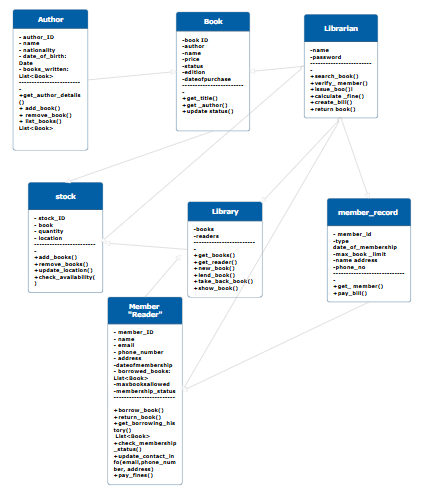 Author
- author_ID
- name
- nationality
- date_of_birth:
Date
- books_written:
List<Book>
------------------------
-
+get_author_details
()
+ add_book()
+ remove_book()
+ list_books()
List<Book>
Book
-book ID
-author
-name
-price
-status
-edition
-dateofpurchase
------------------------
-
+get_title()
+get _author()
+update status()
Librarian
-name
-password
------------------------
-
+search_book()
+verify_ member()
+issue_boo()l
+calculate _fine()
+create_bill()
+return book()
stock
- stock_ID
- book
- quantity
- location
------------------------
-
+add_books()
+remove_books()
+update_location()
+check_availability(
)
Library
-books
-readers
------------------------
-
+get_books()
+get_reader()
+new_book()
+lend_book()
+take_back_book()
+show_book()
member_record
- member_id
-type
date_of_membership
-max_book _limit
-name address
-phone_no
------------------------
-
+get_ member()
+pay_bill()
Member
"Reader"
- member_ID
- name
- email
- phone_number
- address
-dateofmembership
- borrowed_books:
List<Book>
-maxbooksallowed
-membership_status
------------------------
+borrow_book()
+return_book()
+get_borrowing_his
tory()
List<Book>
+check_membership
_status()
+update_contact_in
fo(email,phone_num
ber, address)
+pay_fines()